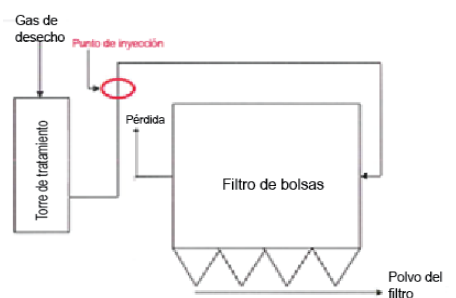 Gas de
desecho
Punto de inyección
Torre de tratamiento
Pérdida
Filtro de bolsas
Polvo del
filtro